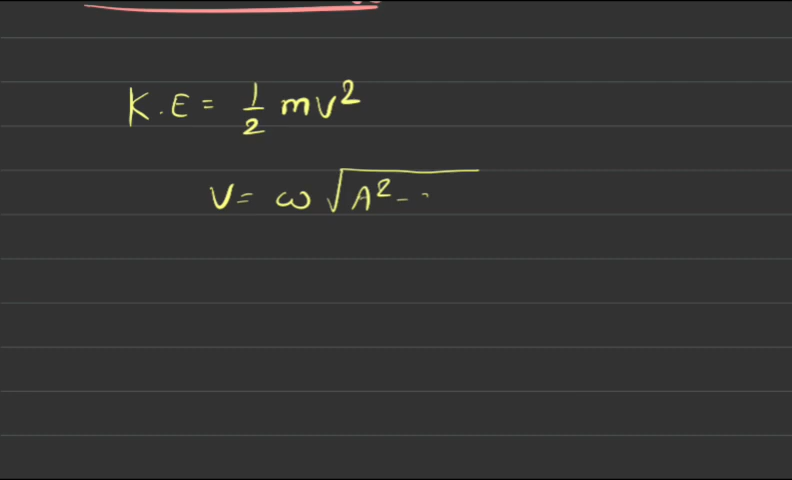 K.E = 1/2 mv²
v = ω √A² -